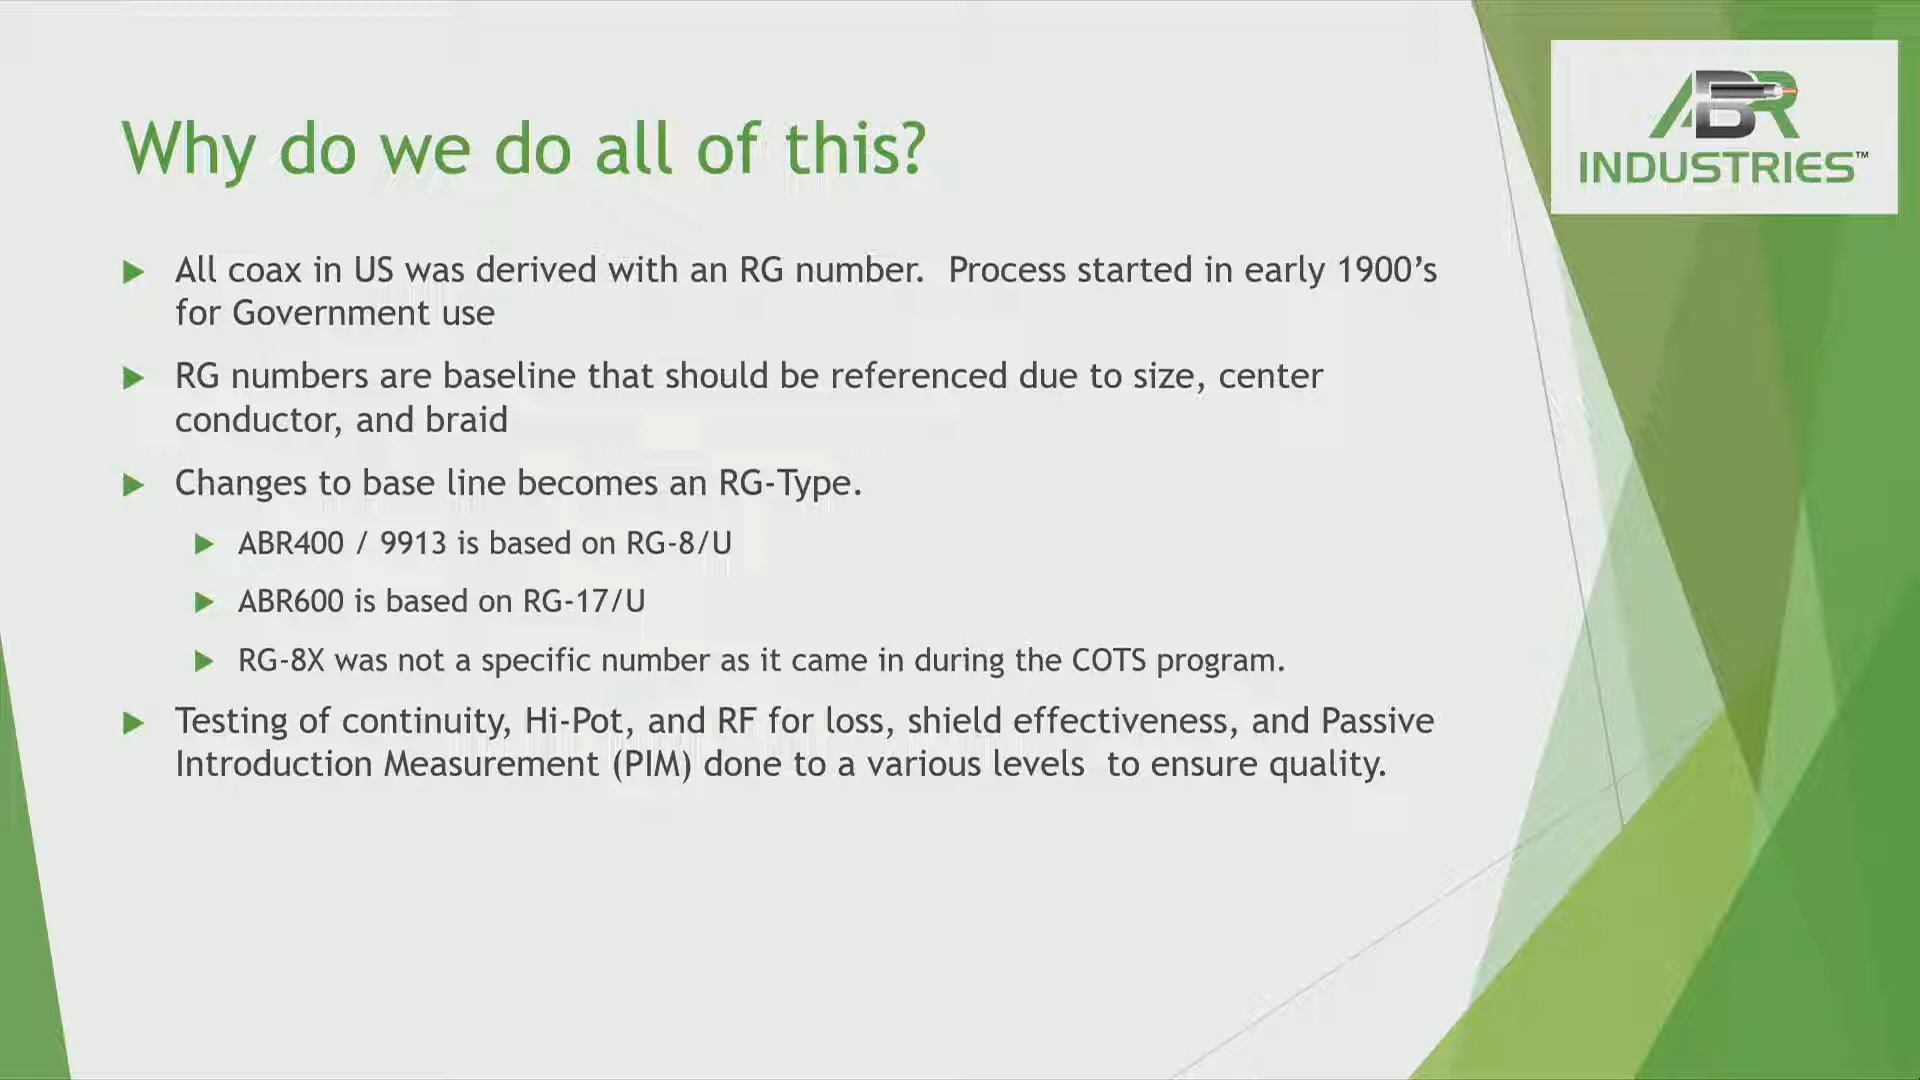 ABR
INDUSTRIES™
Why do we do all of this?
All coax in US was derived with an RG number.  Process started in early 1900’s
for Government use
RG numbers are baseline that should be referenced due to size, center
conductor, and braid
Changes to base line becomes an RG-Type.
ABR400 / 9913 is based on RG-8/U
ABR600 is based on RG-17/U
RG-8X was not a specific number as it came in during the COTS program.
Testing of continuity, Hi-Pot, and RF for loss, shield effectiveness, and Passive
Introduction Measurement (PIM) done to a various levels  to ensure quality.